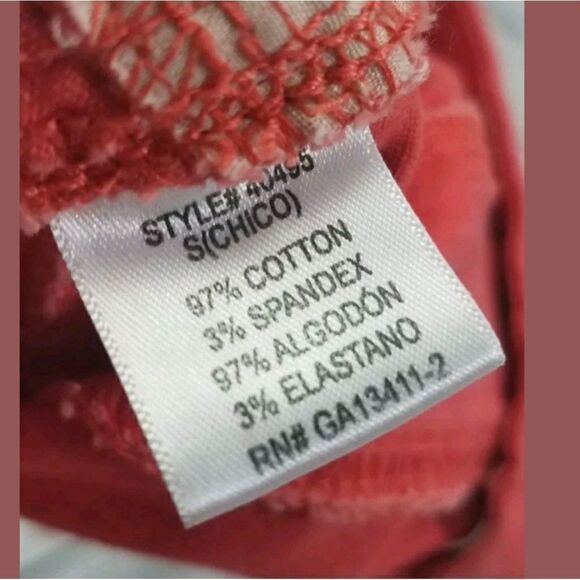 STYLE# 40495
S(CHICO)
97% COTTON
3% SPANDEX
97% ALGODÓN
3% ELASTANO
RN# GA13411-2